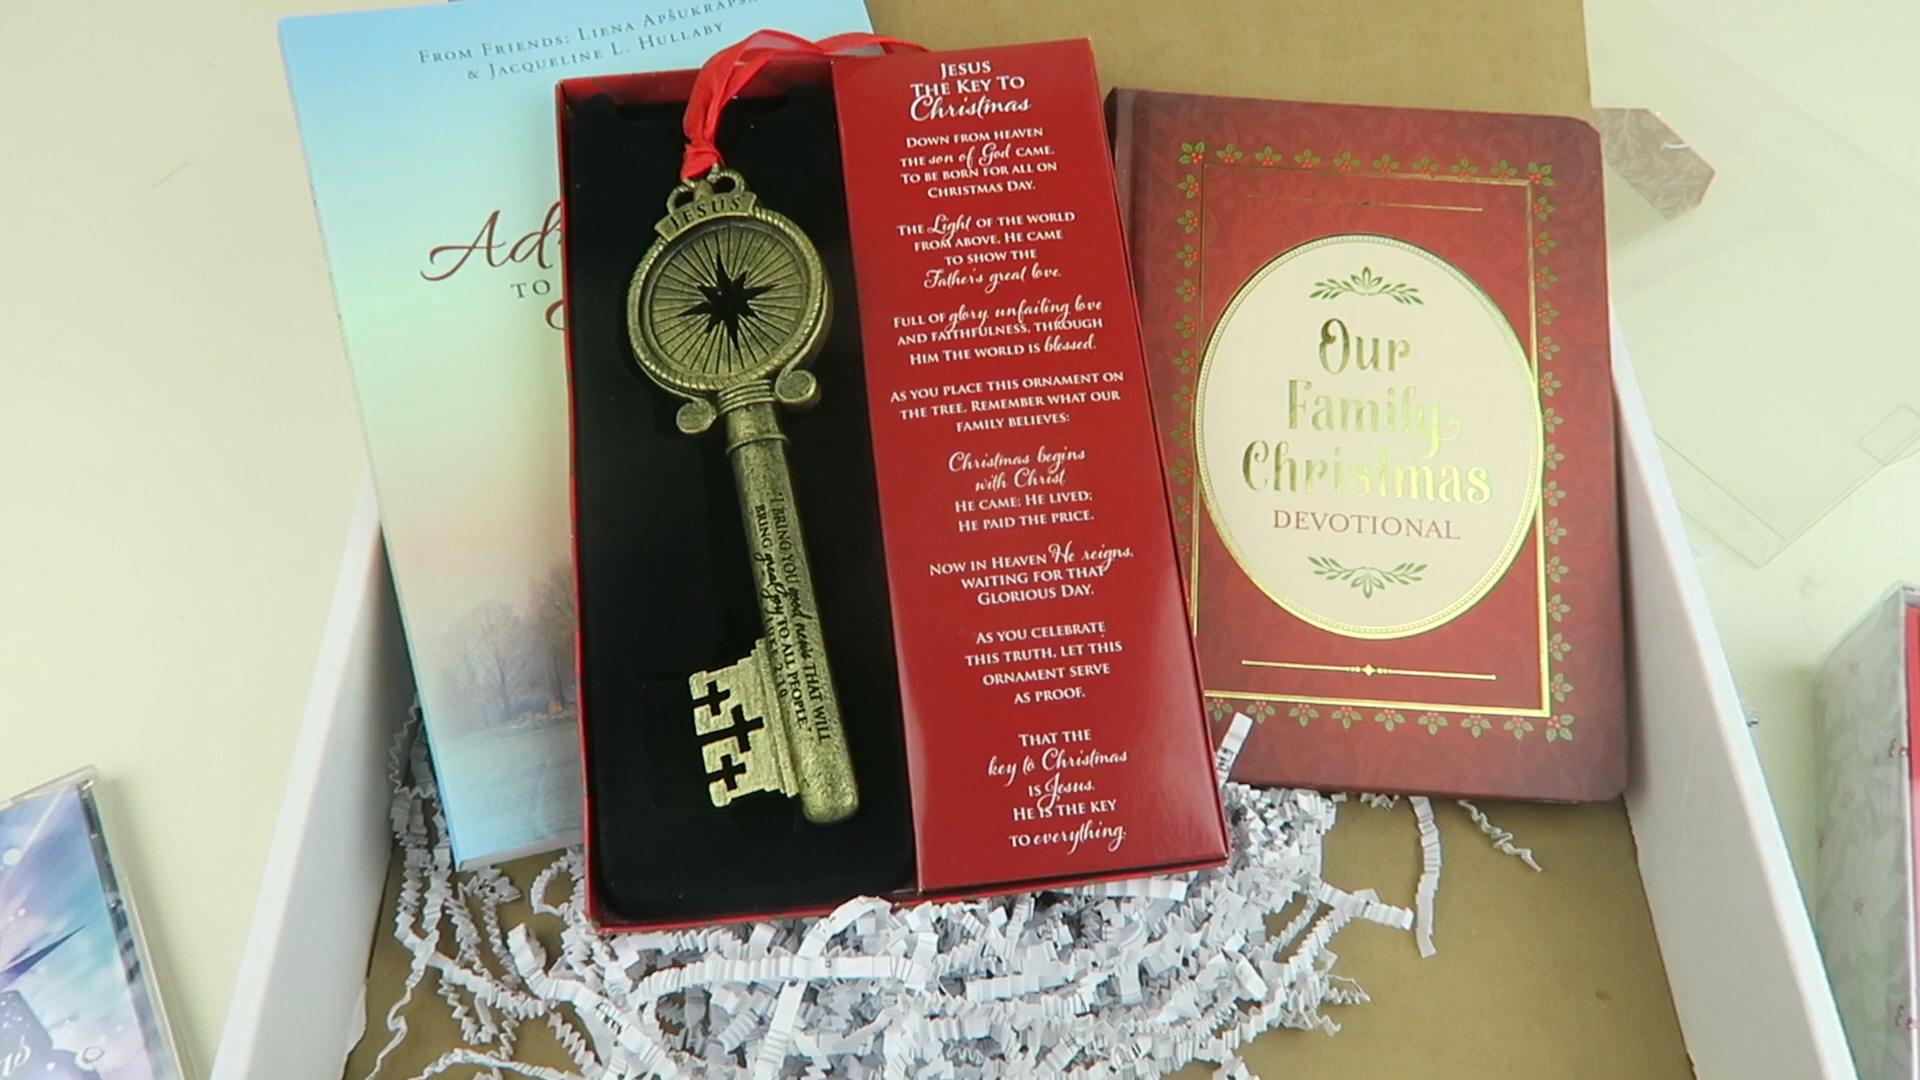 FROM FRIENDS: LIENA APŠUKRAPS
& JACQUELINE L. HULLABY
TO
JESUS
"I BRING YOU good news THAT WILL
BRING great joy TO ALL PEOPLE."
JESUS
THE KEY TO
Christmas
DOWN FROM HEAVEN
THE son of God CAME,
TO BE BORN FOR ALL ON
CHRISTMAS DAY.
THE Light OF THE WORLD
FROM ABOVE, HE CAME
TO SHOW THE
Father's great love.
FULL OF glory, unfailing love
AND FAITHFULNESS, THROUGH
HIM THE WORLD IS blessed.
AS YOU PLACE THIS ORNAMENT ON
THE TREE, REMEMBER WHAT OUR
FAMILY BELIEVES:
Christmas begins
with Christ
HE CAME; HE LIVED;
HE PAID THE PRICE.
NOW IN HEAVEN He reigns,
WAITING FOR THAT
GLORIOUS DAY.
AS YOU CELEBRATE
THIS TRUTH, LET THIS
ORNAMENT SERVE
AS PROOF.
THAT THE
key to Christmas
IS Jesus.
HE IS THE KEY
TO everything.
Our
Family
Christmas
DEVOTIONAL